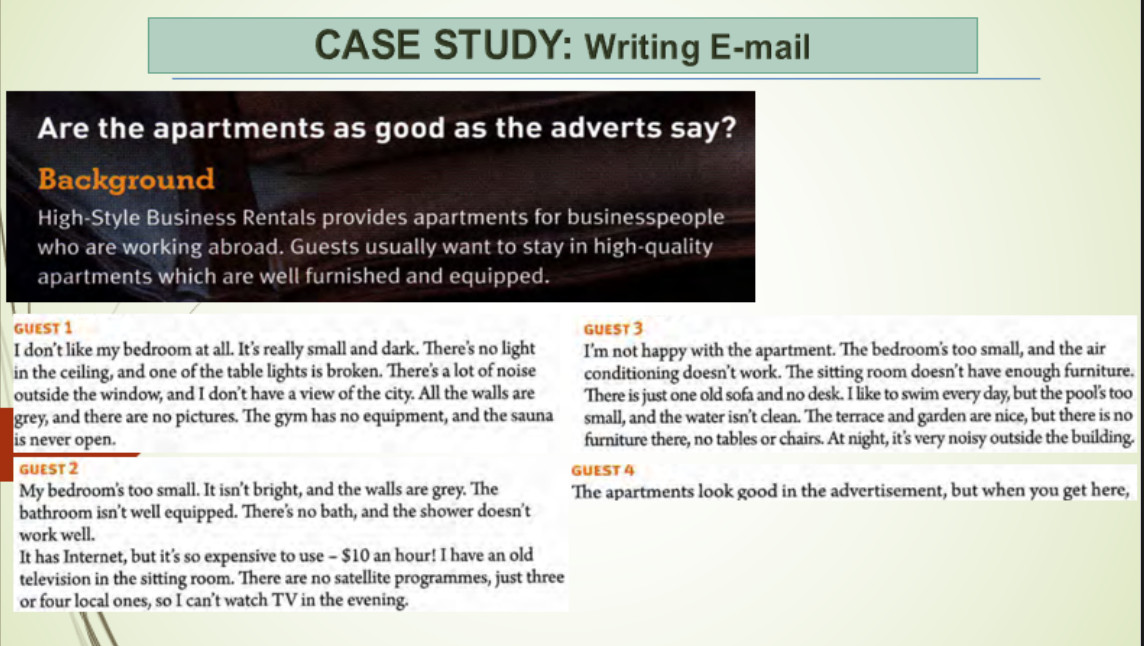 CASE STUDY: Writing E-mail
Are the apartments as good as the adverts say?
Background
High-Style Business Rentals provides apartments for businesspeople
who are working abroad. Guests usually want to stay in high-quality
apartments which are well furnished and equipped.
GUEST 1
I don't like my bedroom at all. It's really small and dark. There's no light
in the ceiling, and one of the table lights is broken. There's a lot of noise
outside the window, and I don't have a view of the city. All the walls are
grey, and there are no pictures. The gym has no equipment, and the sauna
is never open.
GUEST 2
My bedroom's too small. It isn't bright, and the walls are grey. The
bathroom isn't well equipped. There's no bath, and the shower doesn't
work well.
It has Internet, but it's so expensive to use – $10 an hour! I have an old
television in the sitting room. There are no satellite programmes, just three
or four local ones, so I can't watch TV in the evening.
GUEST 3
I'm not happy with the apartment. The bedroom's too small, and the air
conditioning doesn't work. The sitting room doesn't have enough furniture.
There is just one old sofa and no desk. I like to swim every day, but the pool's too
small, and the water isn't clean. The terrace and garden are nice, but there is no
furniture there, no tables or chairs. At night, it's very noisy outside the building.
GUEST 4
The apartments look good in the advertisement, but when you get here,